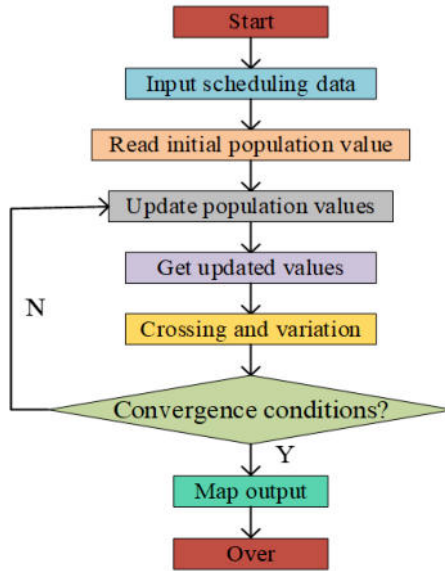 Start
Input scheduling data
Read initial population value
Update population values
Get updated values
N
Crossing and variation
Convergence conditions?
Y
Map output
Over